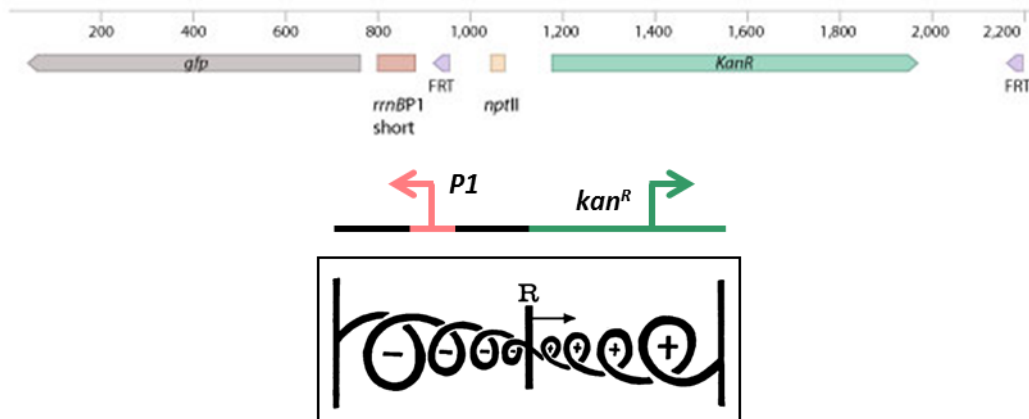 200 400 600 800 1,000 1,200 1,400 1,600 1,800 2,000 2,200
gfp KanR
FRT FRT
rrnBP1 nptII
short
P1
kanR
R
- - - - + + + +